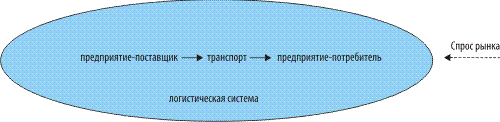 Спрос рынка
предприятие-поставщик транспорт предприятие-потребитель
логистическая система